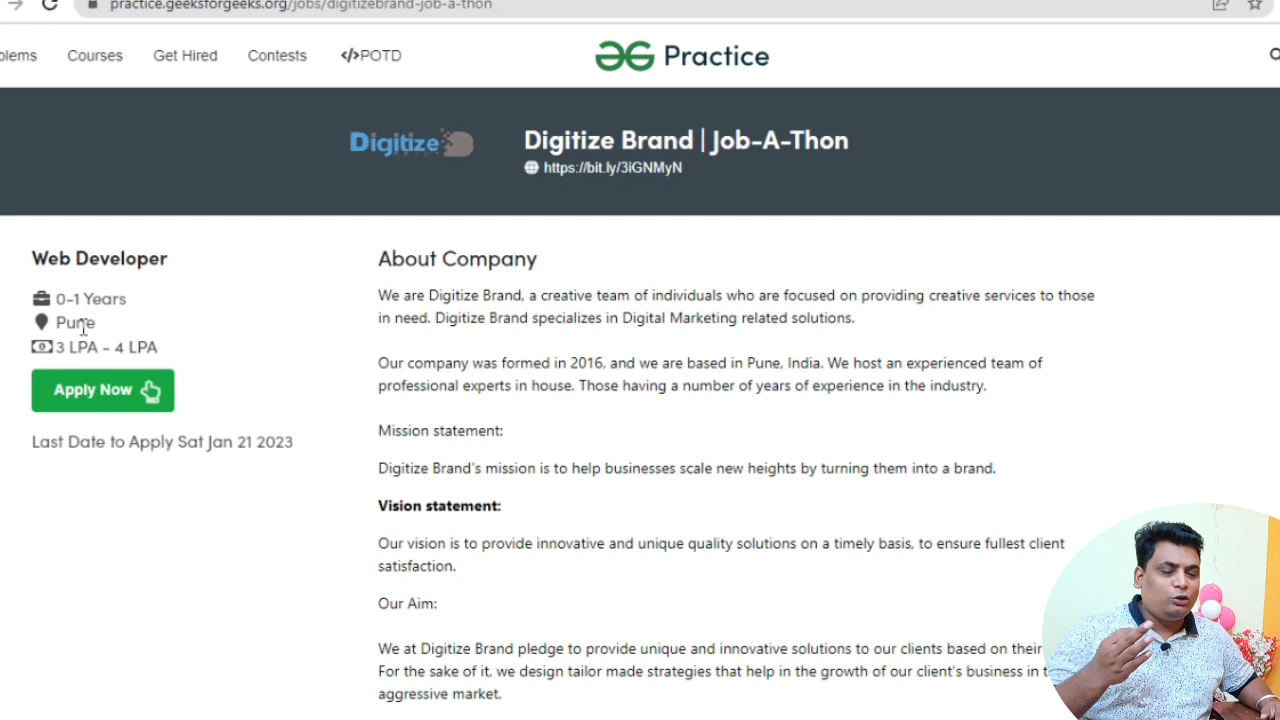 practice.geeksforgeeks.org/jobs/digitizebrand-job-a-thon
blems Courses Get Hired Contests </>POTD Practice
Digitize
Digitize Brand | Job-A-Thon
https://bit.ly/3iGNMyN
Web Developer
0-1 Years
Pune
3 LPA - 4 LPA
Apply Now
Last Date to Apply Sat Jan 21 2023
About Company
We are Digitize Brand, a creative team of individuals who are focused on providing creative services to those
in need. Digitize Brand specializes in Digital Marketing related solutions.
Our company was formed in 2016, and we are based in Pune, India. We host an experienced team of
professional experts in house. Those having a number of years of experience in the industry.
Mission statement:
Digitize Brand's mission is to help businesses scale new heights by turning them into a brand.
Vision statement:
Our vision is to provide innovative and unique quality solutions on a timely basis, to ensure fullest client
satisfaction.
Our Aim:
We at Digitize Brand pledge to provide unique and innovative solutions to our clients based on their
For the sake of it, we design tailor made strategies that help in the growth of our client's business in t
aggressive market.